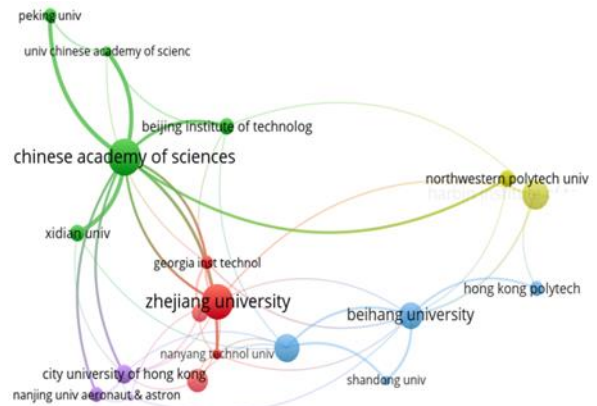 peking univ
univ chinese academy of scienc
beijing institute of technolog
chinese academy of sciences
northwestern polytech univ
xidian univ
georgia inst technol
zhejiang university
hong kong polytech
beihang university
nanyang technol univ
city university of hong kong
shandong univ
nanjing univ aeronaut & astron